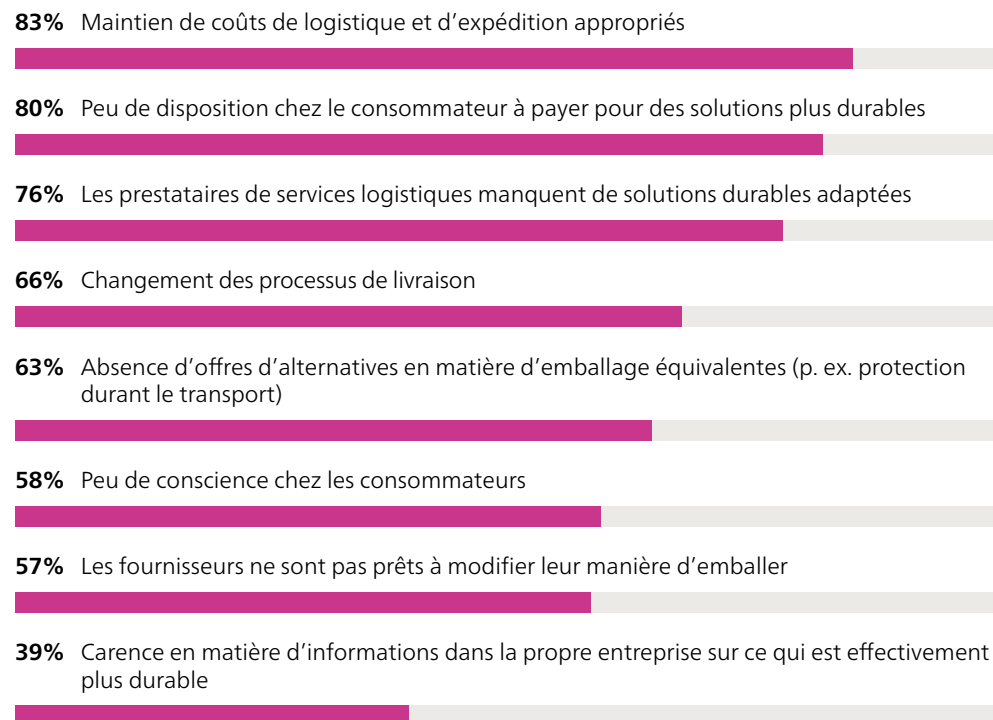 83% Maintien de coûts de logistique et d’expédition appropriés
80% Peu de disposition chez le consommateur à payer pour des solutions plus durables
76% Les prestataires de services logistiques manquent de solutions durables adaptées
66% Changement des processus de livraison
63% Absence d’offres d’alternatives en matière d’emballage équivalentes (p. ex. protection
durant le transport)
58% Peu de conscience chez les consommateurs
57% Les fournisseurs ne sont pas prêts à modifier leur manière d’emballer
39% Carence en matière d’informations dans la propre entreprise sur ce qui est effectivement
plus durable